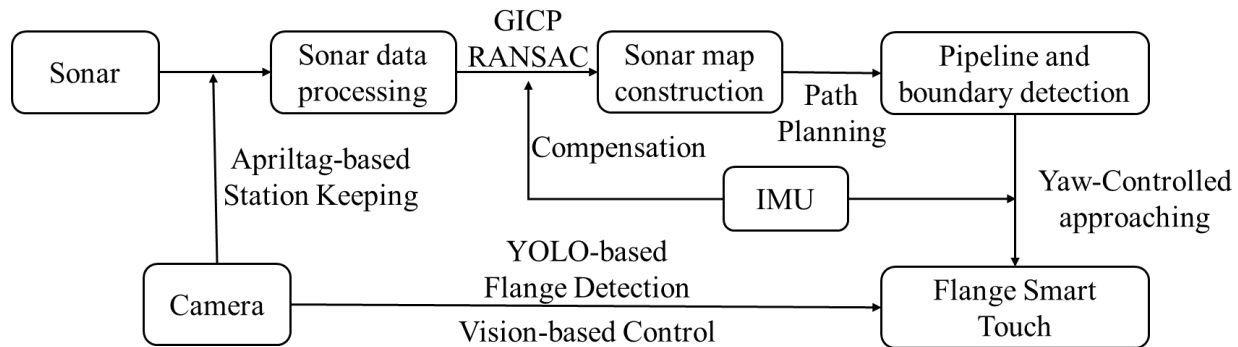 Sonar
Sonar data
processing
GICP
RANSAC
Sonar map
construction
Path
Planning
Pipeline and
boundary detection
Apriltag-based
Station Keeping
Compensation
IMU
Yaw-Controlled
approaching
Camera
YOLO-based
Flange Detection
Vision-based Control
Flange Smart
Touch